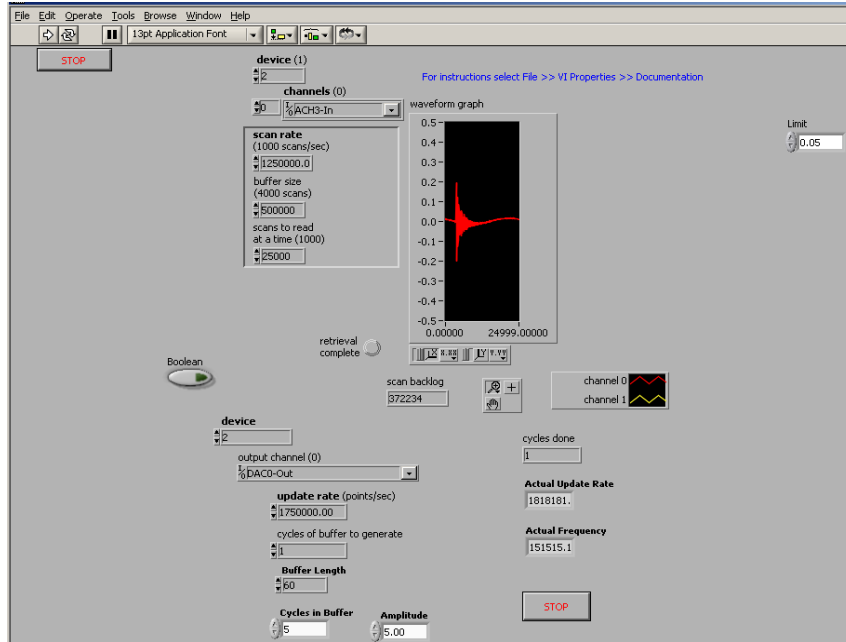 File Edit Operate Tools Browse Window Help
13pt Application Font
STOP
device (1)
2
For instructions select File >> VI Properties >> Documentation
channels (0)
0
ACH3-In
waveform graph
Limit
0.05
scan rate
(1000 scans/sec)
1250000.0
buffer size
(4000 scans)
500000
scans to read
at a time (1000)
25000
0.5
0.4
0.3
0.2
0.1
0.0
-0.1
-0.2
-0.3
-0.4
-0.5
0.00000 24999.00000
retrieval
complete
Boolean
scan backlog
372234
channel 0
channel 1
device
2
output channel (0)
DAC0-Out
cycles done
1
update rate (points/sec)
1750000.00
Actual Update Rate
1818181.
cycles of buffer to generate
1
Actual Frequency
151515.1
Buffer Length
60
Cycles in Buffer
5
Amplitude
5.00
STOP